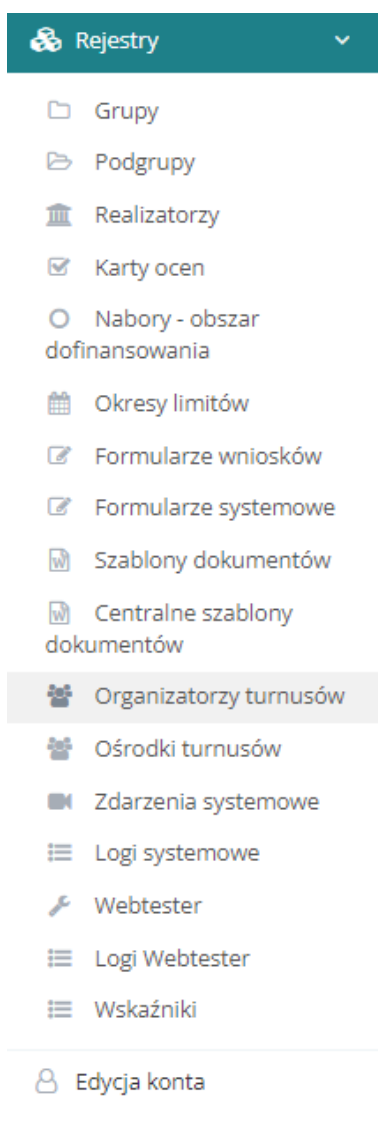 Rejestry
Grupy
Podgrupy
Realizatorzy
Karty ocen
Nabory - obszar
dofinansowania
Okresy limitów
Formularze wniosków
Formularze systemowe
Szablony dokumentów
Centralne szablony
dokumentów
Organizatorzy turnusów
Ośrodki turnusów
Zdarzenia systemowe
Logi systemowe
Webtester
Logi Webtester
Wskaźniki
Edycja konta